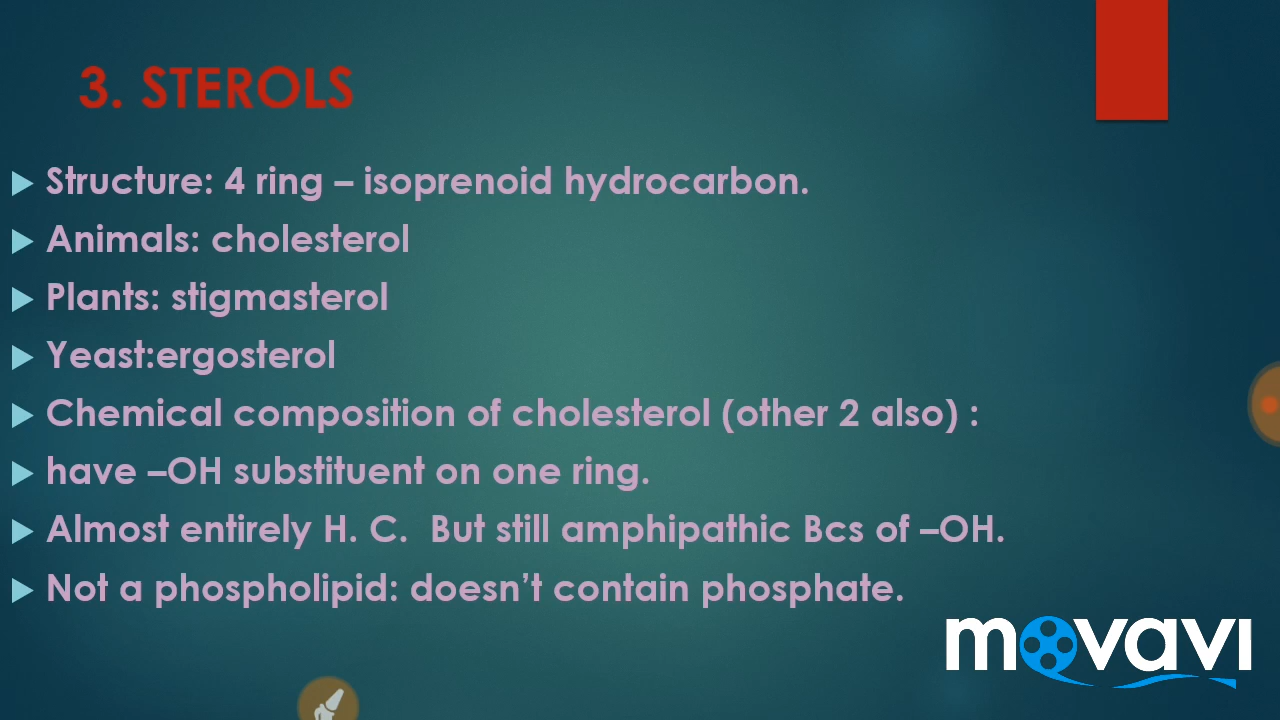 3. STEROLS
Structure: 4 ring – isoprenoid hydrocarbon.
Animals: cholesterol
Plants: stigmasterol
Yeast:ergosterol
Chemical composition of cholesterol (other 2 also) :
have –OH substituent on one ring.
Almost entirely H. C.  But still amphipathic Bcs of –OH.
Not a phospholipid: doesn’t contain phosphate.
movavi